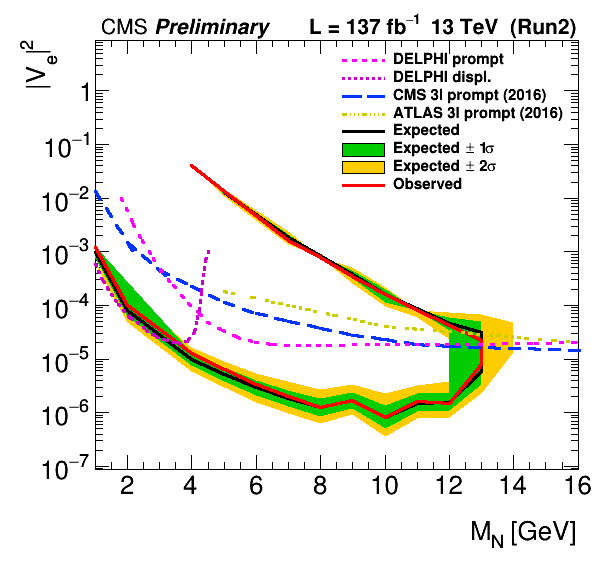 CMS Preliminary L = 137 fb⁻¹ 13 TeV (Run2)
|Vₑ|²
DELPHI prompt
DELPHI displ.
CMS 3l prompt (2016)
ATLAS 3l prompt (2016)
Expected
Expected ± 1σ
Expected ± 2σ
Observed
1
10⁻¹
10⁻²
10⁻³
10⁻⁴
10⁻⁵
10⁻⁶
10⁻⁷
2 4 6 8 10 12 14 16
M_N [GeV]